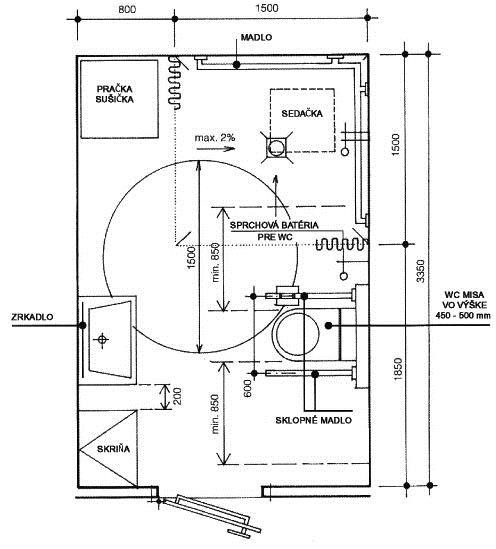 800
1500
MADLO
PRAČKA
SUŠIČKA
SEDAČKA
max. 2%
1500
SPRCHOVÁ BATÉRIA
PRE WC
1500
min. 850
3350
ZRKADLO
WC MISA
VO VÝŠKE
450 - 500 mm
1850
600
200
min. 850
SKLOPNÉ MADLO
SKRIŇA